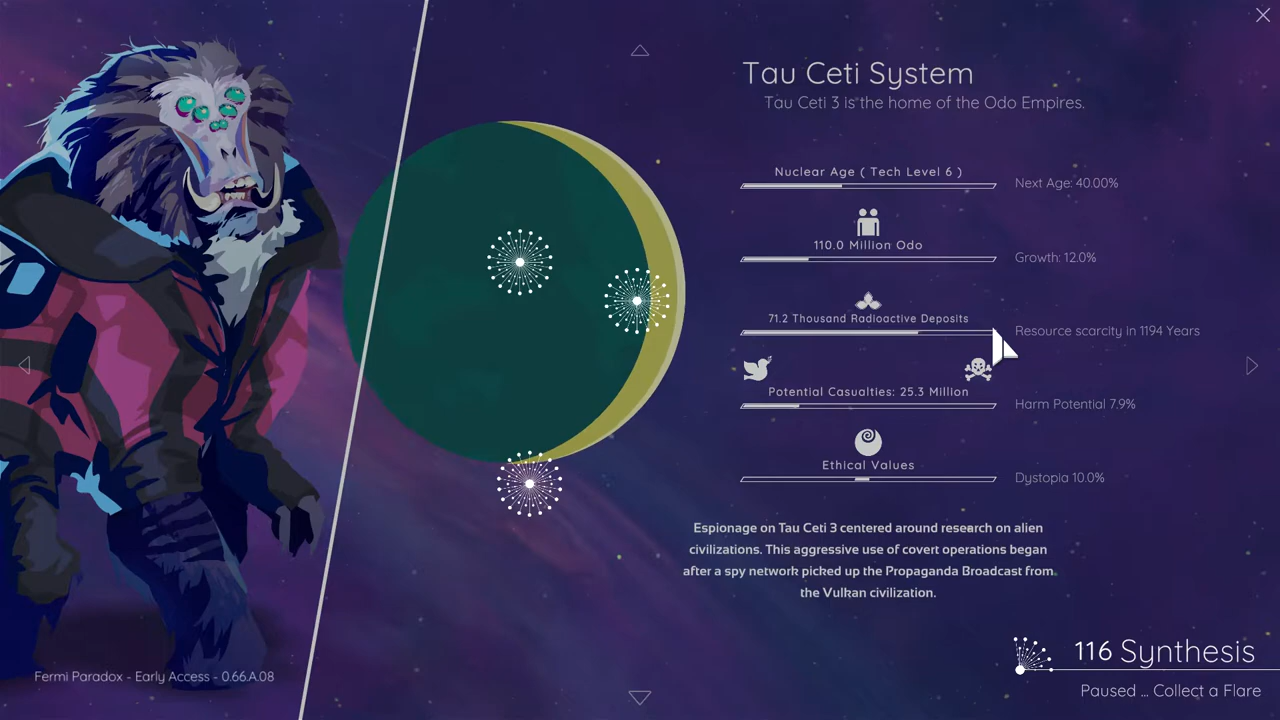 Tau Ceti System
Tau Ceti 3 is the home of the Odo Empires.
Nuclear Age ( Tech Level 6 )
Next Age: 40.00%
110.0 Million Odo
Growth: 12.0%
71.2 Thousand Radioactive Deposits
Resource scarcity in 1194 Years
Potential Casualties: 25.3 Million
Harm Potential 7.9%
Ethical Values
Dystopia 10.0%
Espionage on Tau Ceti 3 centered around research on alien
civilizations. This aggressive use of covert operations began
after a spy network picked up the Propaganda Broadcast from
the Vulkan civilization.
116 Synthesis
Paused ... Collect a Flare
Fermi Paradox - Early Access - 0.66.A.08